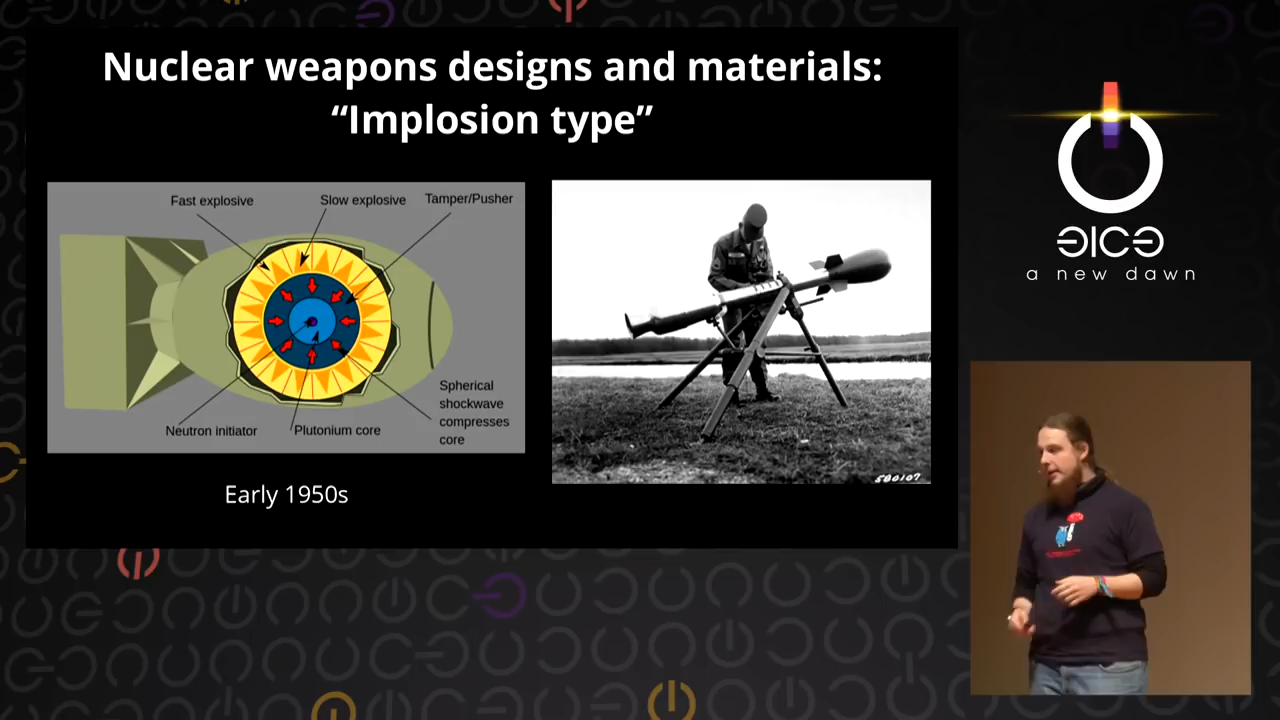 Nuclear weapons designs and materials:
“Implosion type”
Fast explosive
Slow explosive
Tamper/Pusher
Neutron initiator
Plutonium core
Spherical
shockwave
compresses
core
Early 1950s
580107
a new dawn